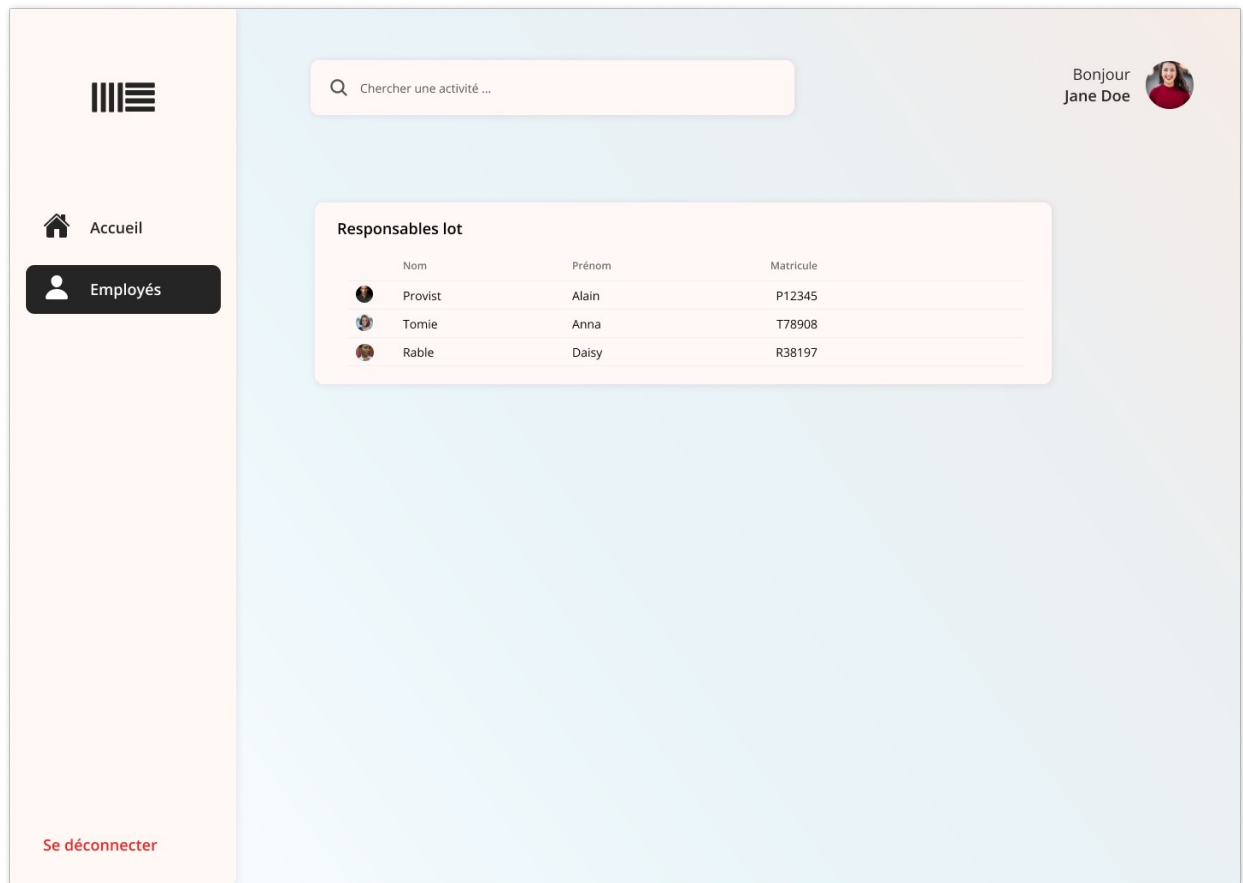 Chercher une activité ...
Bonjour
Jane Doe
Accueil
Employés
Responsables lot
Nom Prénom Matricule
Provist Alain P12345
Tomie Anna T78908
Rable Daisy R38197
Se déconnecter